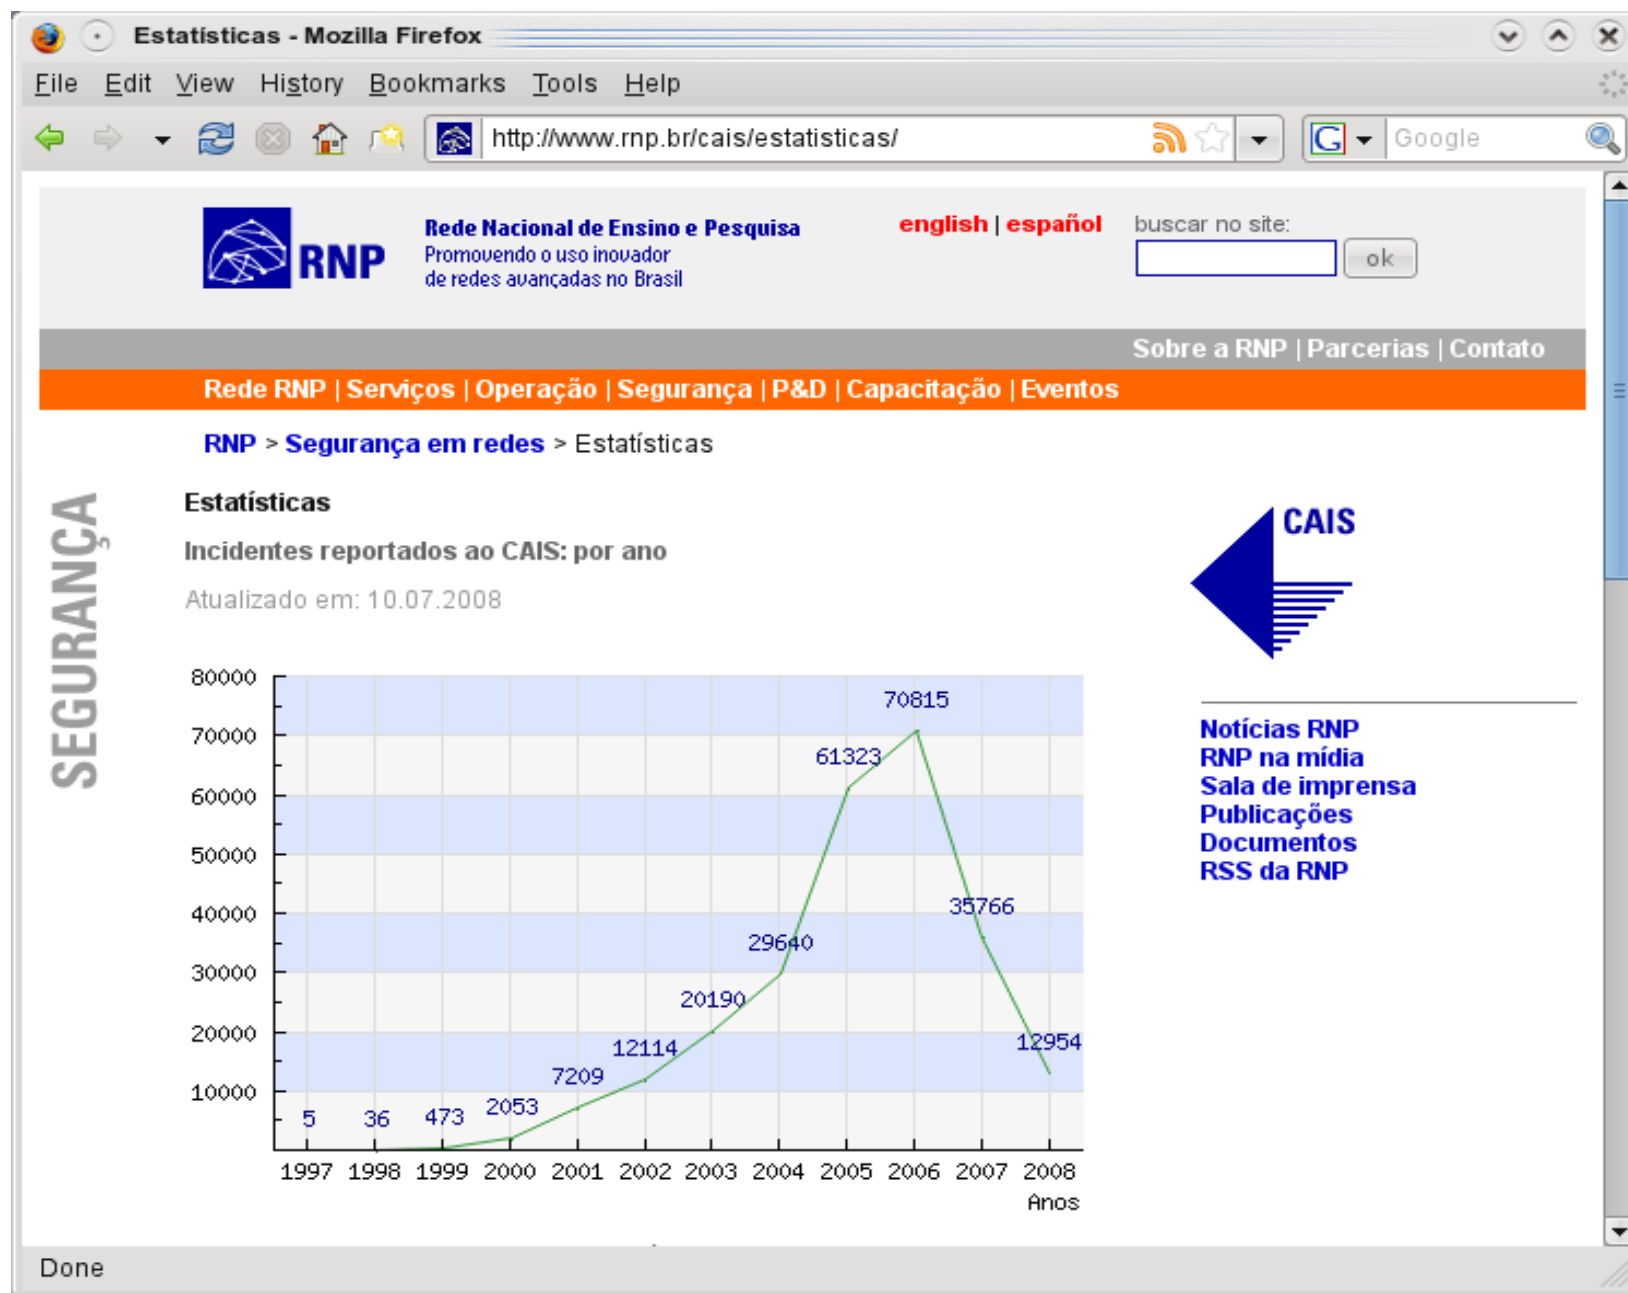 Estatísticas - Mozilla Firefox
File Edit View History Bookmarks Tools Help
http://www.rnp.br/cais/estatisticas/
G Google
RNP
Rede Nacional de Ensino e Pesquisa
Promovendo o uso inovador
de redes avançadas no Brasil
english | español
buscar no site:
ok
Sobre a RNP | Parcerias | Contato
Rede RNP | Serviços | Operação | Segurança | P&D | Capacitação | Eventos
RNP > Segurança em redes > Estatísticas
SEGURANÇA
Estatísticas
Incidentes reportados ao CAIS: por ano
Atualizado em: 10.07.2008
CAIS
Notícias RNP
RNP na mídia
Sala de imprensa
Publicações
Documentos
RSS da RNP
80000
70000
60000
50000
40000
30000
20000
10000
5
36
473
2053
7209
12114
20190
29640
61323
70815
35766
12954
1997 1998 1999 2000 2001 2002 2003 2004 2005 2006 2007 2008
Anos
Done